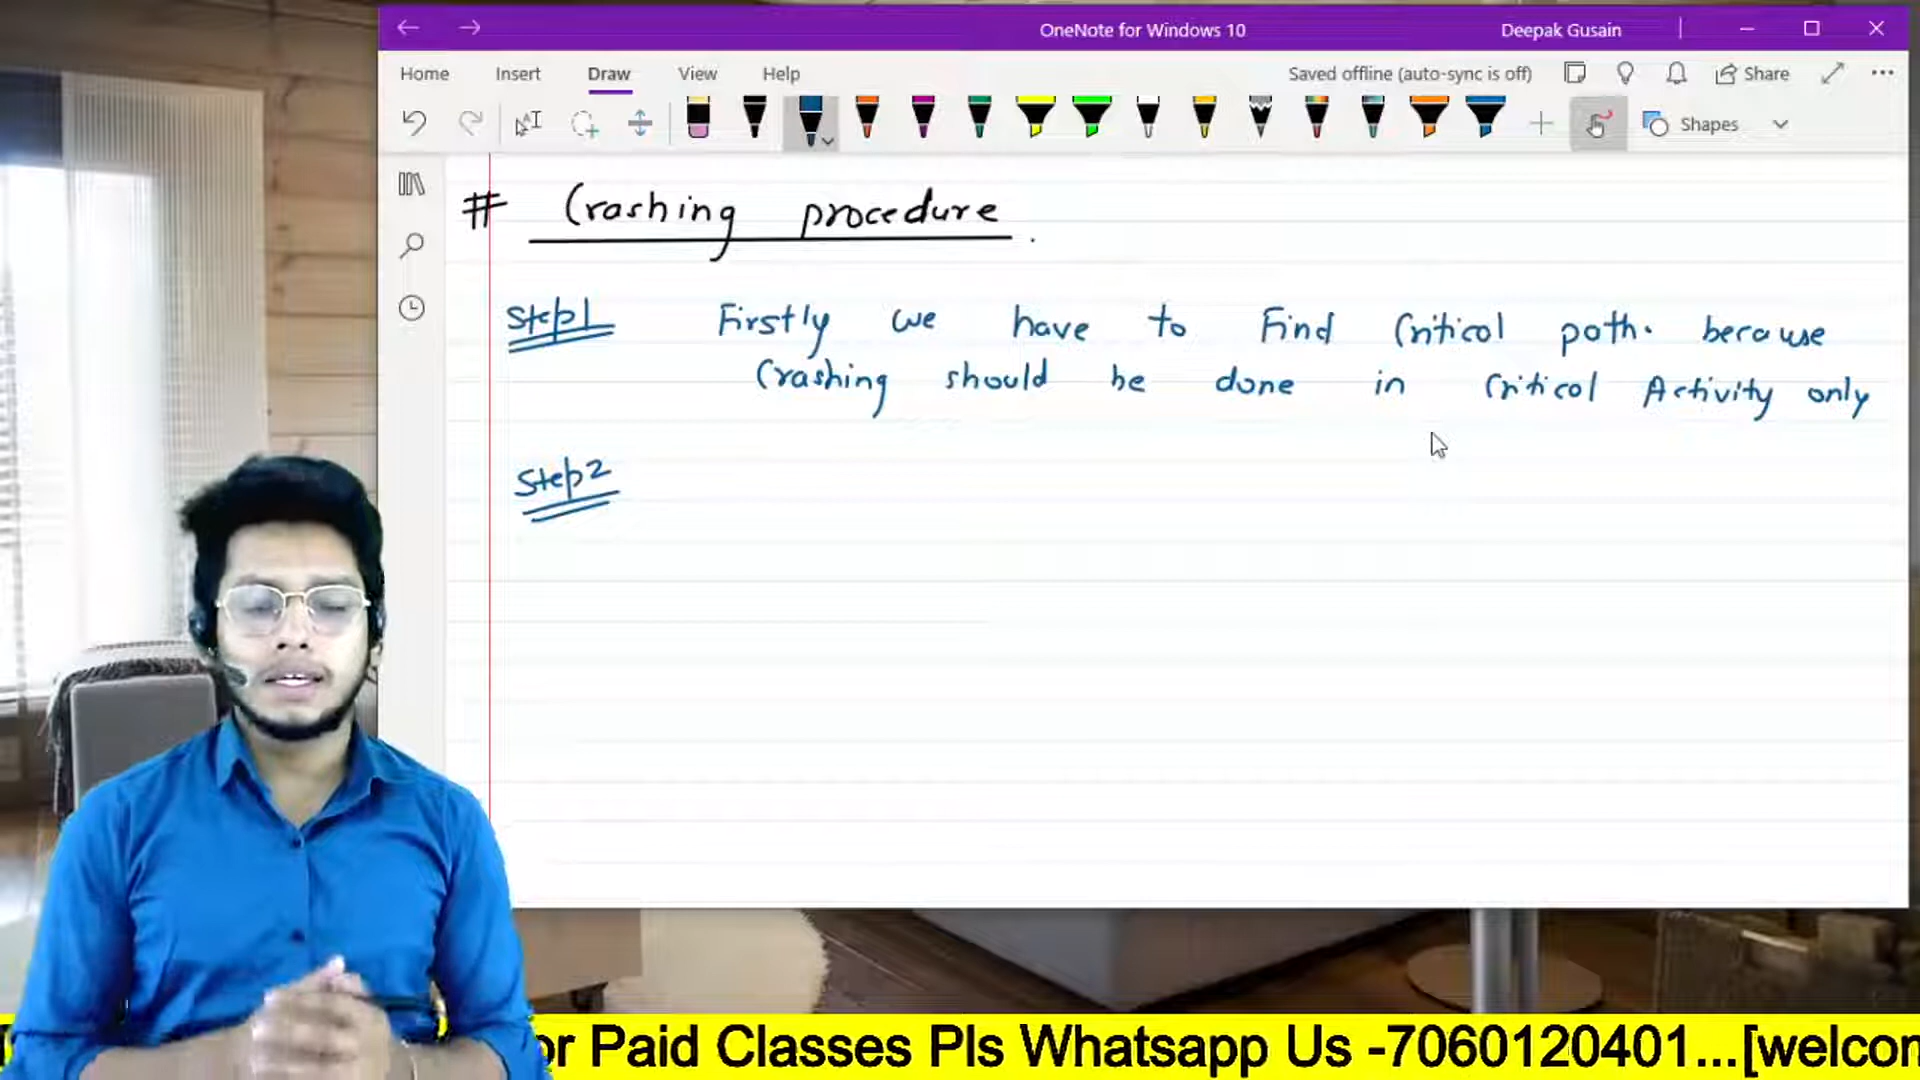 OneNote for Windows 10
Deepak Gusain
Home Insert Draw View Help
Saved offline (auto-sync is off)
Share
Shapes
# Crashing procedure.
Step1 Firstly we have to Find Critical path. because
Crashing should be done in Critical Activity only
Step2
or Paid Classes Pls Whatsapp Us -7060120401...[welcom